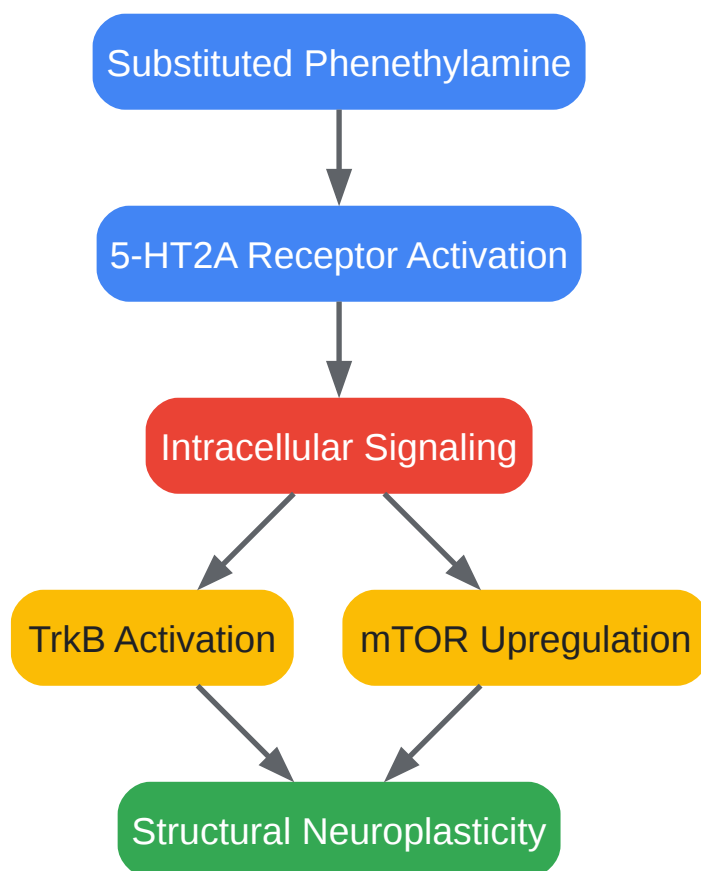 Substituted Phenethylamine
5-HT2A Receptor Activation
Intracellular Signaling
TrkB Activation
mTOR Upregulation
Structural Neuroplasticity